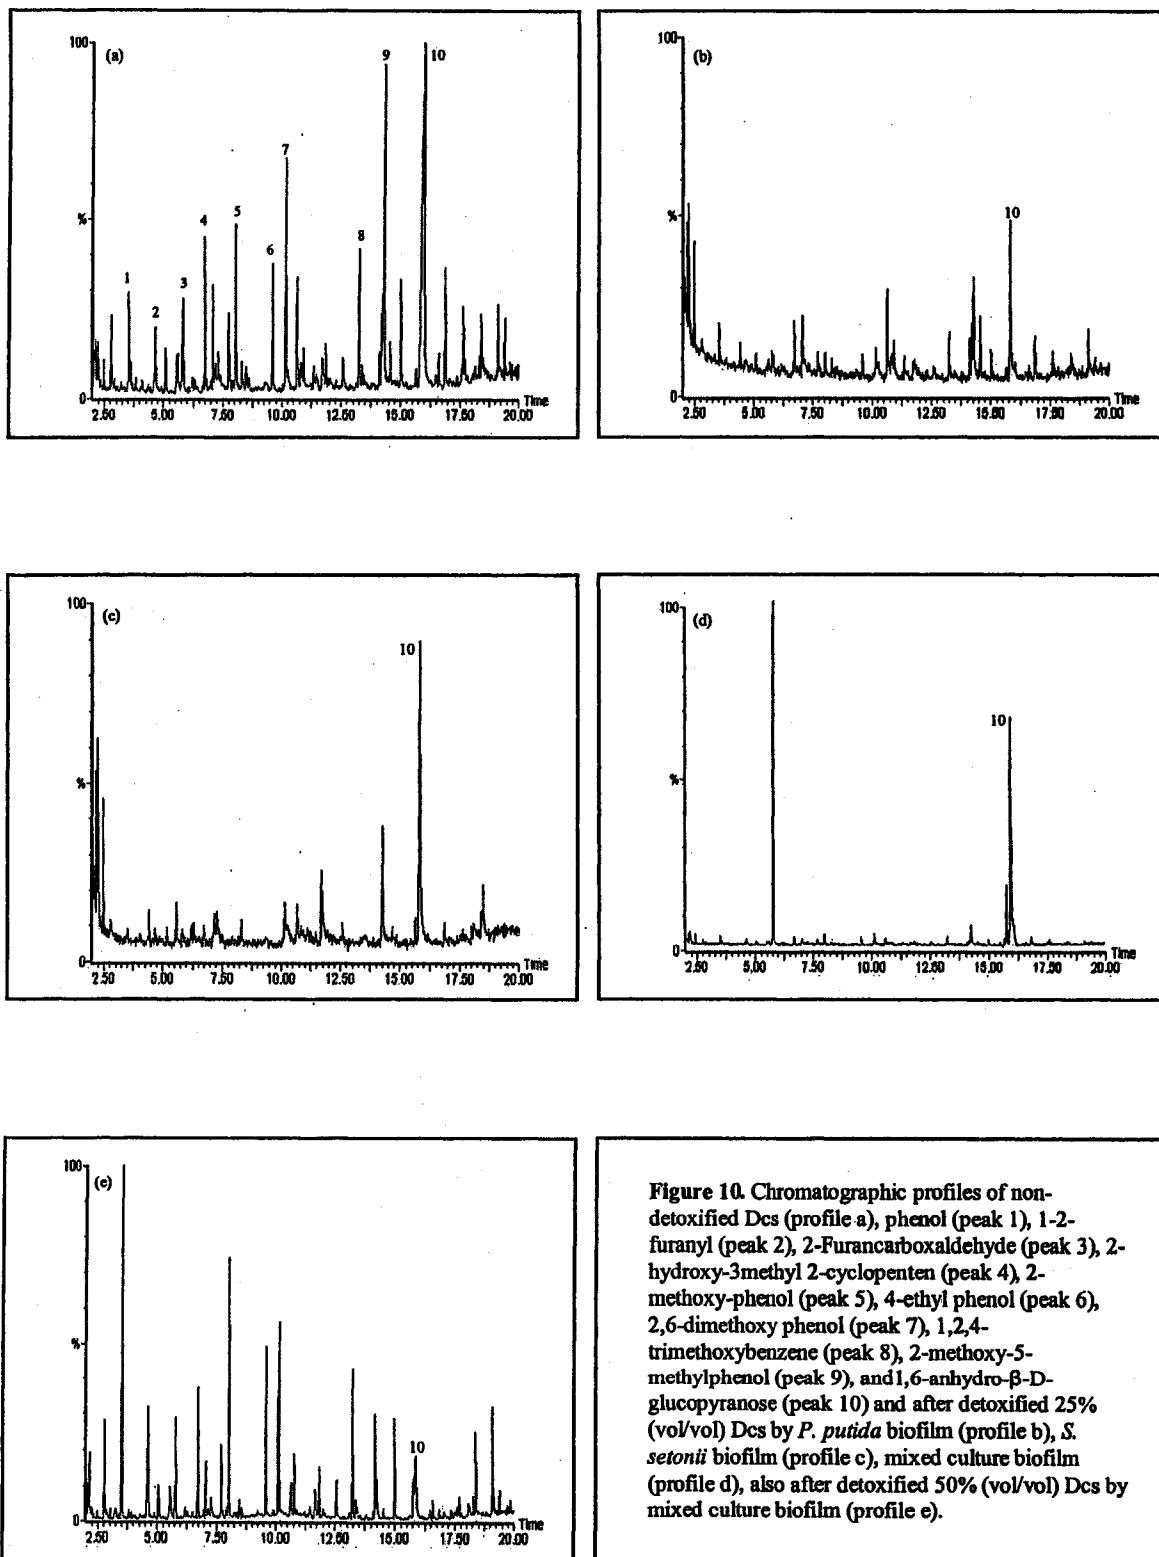 100
(a)
9
10
7
5
4
8
6
%
1
3
2
0
2.50 5.00 7.50 10.00 12.50 15.00 17.50 20.00 Time
100
(b)
%
10
0
2.50 5.00 7.50 10.00 12.50 15.00 17.50 20.00 Time
100
(c)
10
%
0
2.50 5.00 7.50 10.00 12.50 15.00 17.50 20.00 Time
100
(d)
10
%
0
5.00 7.50 10.00 12.50 15.00 17.50 20.00 Time
100
(e)
%
10
0
2.50 5.00 7.50 10.00 12.50 15.00 17.50 20.00 Time
Figure 10. Chromatographic profiles of non-
detoxified Dcs (profile a), phenol (peak 1), 1-2-
furanyl (peak 2), 2-Furancarboxaldehyde (peak 3), 2-
hydroxy-3methyl 2-cyclopenten (peak 4), 2-
methoxy-phenol (peak 5), 4-ethyl phenol (peak 6),
2,6-dimethoxy phenol (peak 7), 1,2,4-
trimethoxybenzene (peak 8), 2-methoxy-5-
methylphenol (peak 9), and1,6-anhydro-β-D-
glucopyranose (peak 10) and after detoxified 25%
(vol/vol) Dcs by P. putida biofilm (profile b), S.
setonii biofilm (profile c), mixed culture biofilm
(profile d), also after detoxified 50% (vol/vol) Dcs by
mixed culture biofilm (profile e).